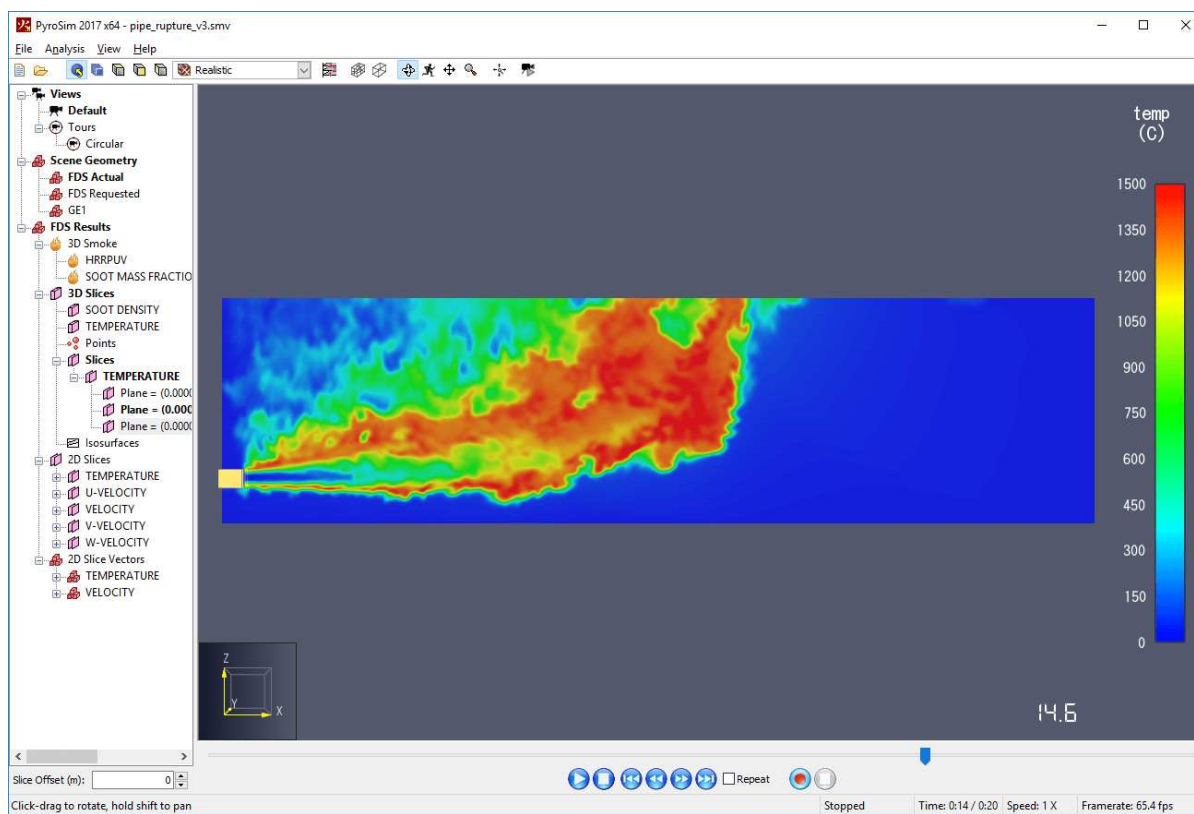 PyroSim 2017 x64 - pipe_rupture_v3.smv
File Analysis View Help
Realistic
Views
Default
Tours
Circular
Scene Geometry
FDS Actual
FDS Requested
GE1
FDS Results
3D Smoke
HRRPUV
SOOT MASS FRACTIO
3D Slices
SOOT DENSITY
TEMPERATURE
Points
Slices
TEMPERATURE
Plane = (0.0000
Plane = (0.000
Plane = (0.0000
Isosurfaces
2D Slices
TEMPERATURE
U-VELOCITY
VELOCITY
V-VELOCITY
W-VELOCITY
2D Slice Vectors
TEMPERATURE
VELOCITY
temp
(C)
1500
1350
1200
1050
900
750
600
450
300
150
0
Z
Y
X
14.6
Slice Offset (m): 0
Repeat
Click-drag to rotate, hold shift to pan
Stopped
Time: 0:14 / 0:20
Speed: 1 X
Framerate: 65.4 fps